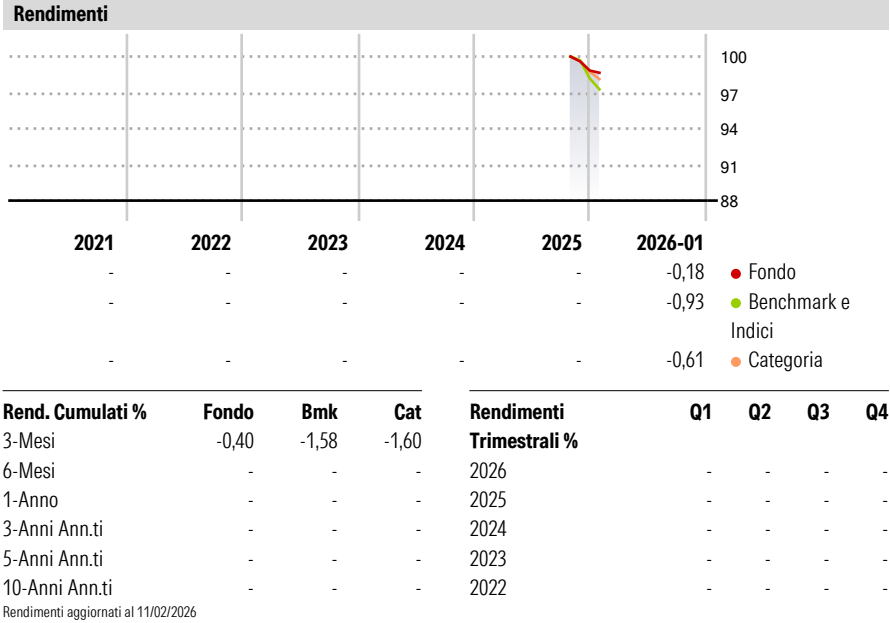 Rendimenti
100
97
94
91
88
2021 2022 2023 2024 2025 2026-01
- - - - - -0,18 Fondo
- - - - - -0,93 Benchmark e
Indici
- - - - - -0,61 Categoria
Rend. Cumulati % Fondo Bmk Cat
3-Mesi -0,40 -1,58 -1,60
6-Mesi - - -
1-Anno - - -
3-Anni Ann.ti - - -
5-Anni Ann.ti - - -
10-Anni Ann.ti - - -
Rendimenti Q1 Q2 Q3 Q4
Trimestrali %
2026 - - - -
2025 - - - -
2024 - - - -
2023 - - - -
2022 - - - -
Rendimenti aggiornati al 11/02/2026